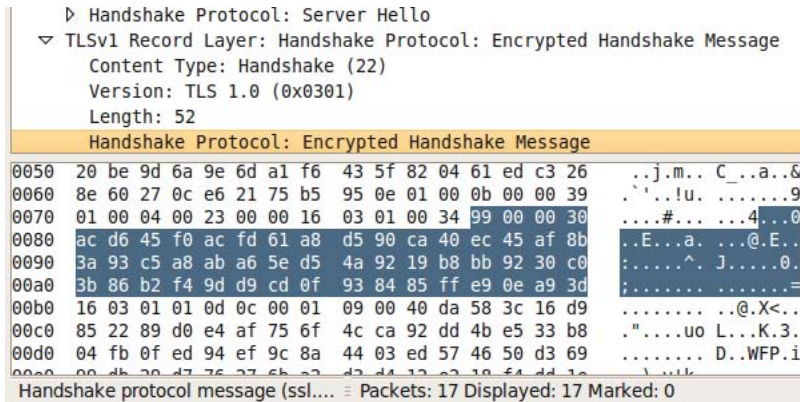 ▷ Handshake Protocol: Server Hello
▽ TLSv1 Record Layer: Handshake Protocol: Encrypted Handshake Message
Content Type: Handshake (22)
Version: TLS 1.0 (0x0301)
Length: 52
Handshake Protocol: Encrypted Handshake Message
0050 20 be 9d 6a 9e 6d a1 f6 43 5f 82 04 61 ed c3 26 ..j.m.. C_..a..&
0060 8e 60 27 0c e6 21 75 b5 95 0e 01 00 0b 00 00 39 .`'..!u. .......9
0070 01 00 04 00 23 00 00 16 03 01 00 34 99 00 00 30 ....#... ...4...0
0080 ac d6 45 f0 ac fd 61 a8 d5 90 ca 40 ec 45 af 8b ..E...a. ...@.E..
0090 3a 93 c5 a8 ab a6 5e d5 4a 92 19 b8 bb 92 30 c0 :.....^. J.....0.
00a0 3b 86 b2 f4 9d d9 cd 0f 93 84 85 ff e9 0e a9 3d ;....... .......=
00b0 16 03 01 01 0d 0c 00 01 09 00 40 da 58 3c 16 d9 ........ ..@.X<..
00c0 85 22 89 d0 e4 af 75 6f 4c ca 92 dd 4b e5 33 b8 ."....uo L...K.3.
00d0 04 fb 0f ed 94 ef 9c 8a 44 03 ed 57 46 50 d3 69 ........ D..WFP.i
Handshake protocol message (ssl.... Packets: 17 Displayed: 17 Marked: 0